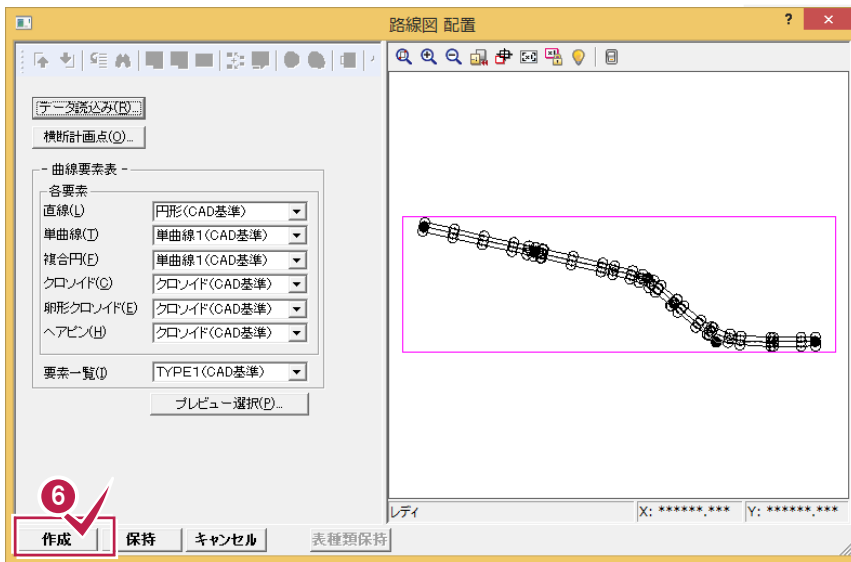 路線図 配置
? ×
データ読込み(R)...
横断計画点(O)...
- 曲線要素表 -
各要素
直線(L) 円形(CAD基準)
単曲線(T) 単曲線1(CAD基準)
複合円(F) 単曲線1(CAD基準)
クロソイド(C) クロソイド(CAD基準)
卵形クロソイド(E) クロソイド(CAD基準)
ヘアピン(H) クロソイド(CAD基準)
要素一覧(I) TYPE1(CAD基準)
プレビュー選択(P)...
6
レディ X: ******.*** Y: ******.***
作成 保持 キャンセル 表種類保持